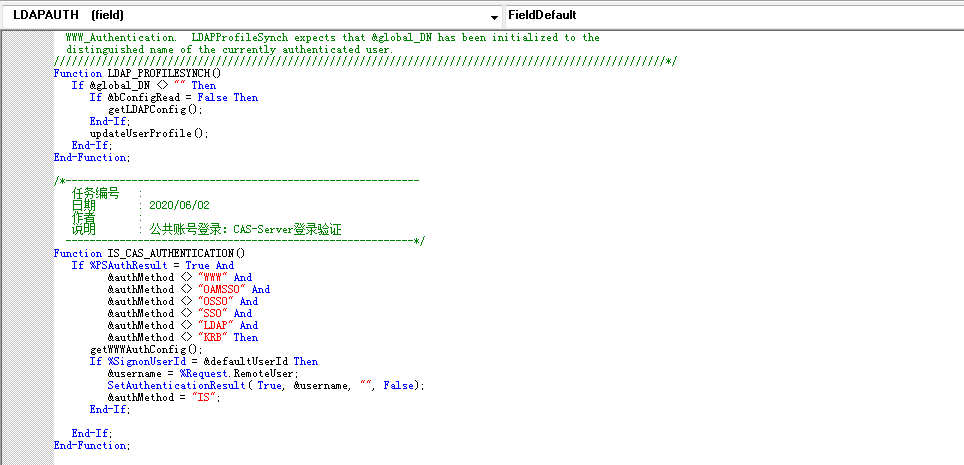 LDAPAUTH (field) FieldDefault
WWW_Authentication. LDAPProfileSynch expects that &global_DN has been initialized to the
distinguished name of the currently authenticated user.
//////////////////////////////////////////////////////////////////////////////////////////////////////*/
Function LDAP_PROFILESYNCH()
If &global_DN <> "" Then
If &bConfigRead = False Then
getLDAPConfig();
End-If;
updateUserProfile();
End-If;
End-Function;
/*-----------------------------------------------------------
任务编号 :
日期 : 2020/06/02
作者 :
说明 : 公共账号登录: CAS-Server登录验证
----------------------------------------------------------*/
Function IS_CAS_AUTHENTICATION()
If %PSAuthResult = True And
&authMethod <> "WWW" And
&authMethod <> "OAMSSO" And
&authMethod <> "OSSO" And
&authMethod <> "SSO" And
&authMethod <> "LDAP" And
&authMethod <> "KRB" Then
getWWWAuthConfig();
If %SignonUserId = &defaultUserId Then
&username = %Request.RemoteUser;
SetAuthenticationResult( True, &username, "", False);
&authMethod = "IS";
End-If;
End-If;
End-Function;